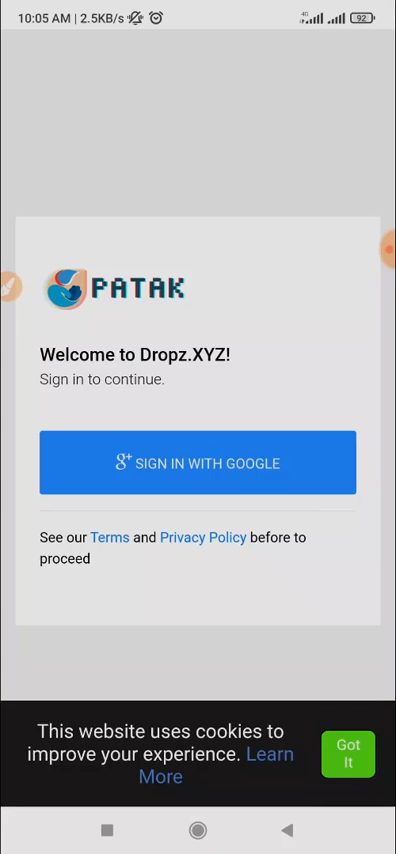 10:05 AM | 2.5KB/s
4G
92
PATAK
Welcome to Dropz.XYZ!
Sign in to continue.
g+ SIGN IN WITH GOOGLE
See our Terms and Privacy Policy before to
proceed
This website uses cookies to
improve your experience. Learn
More
Got
It